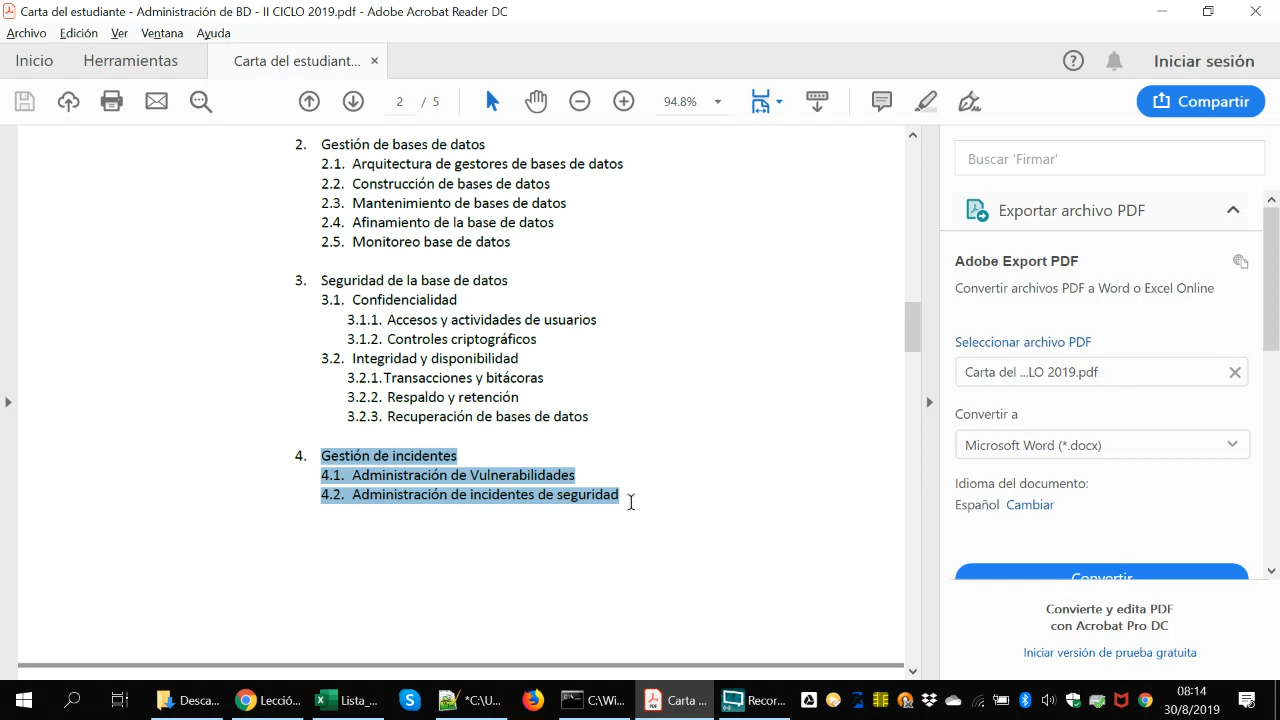 Carta del estudiante - Administración de BD - II CICLO 2019.pdf - Adobe Acrobat Reader DC
Archivo Edición Ver Ventana Ayuda
Inicio Herramientas Carta del estudiant... × Iniciar sesión
2 / 5 94.8% Compartir
2. Gestión de bases de datos
2.1. Arquitectura de gestores de bases de datos
2.2. Construcción de bases de datos
2.3. Mantenimiento de bases de datos
2.4. Afinamiento de la base de datos
2.5. Monitoreo base de datos
3. Seguridad de la base de datos
3.1. Confidencialidad
3.1.1. Accesos y actividades de usuarios
3.1.2. Controles criptográficos
3.2. Integridad y disponibilidad
3.2.1. Transacciones y bitácoras
3.2.2. Respaldo y retención
3.2.3. Recuperación de bases de datos
4. Gestión de incidentes
4.1. Administración de Vulnerabilidades
4.2. Administración de incidentes de seguridad
Buscar 'Firmar'
Exportar archivo PDF
Adobe Export PDF
Convertir archivos PDF a Word o Excel Online
Seleccionar archivo PDF
Carta del ...LO 2019.pdf
Convertir a
Microsoft Word (*.docx)
Idioma del documento:
Español Cambiar
Convertir
Convierte y edita PDF
con Acrobat Pro DC
Iniciar versión de prueba gratuita
Desca... Lecció... Lista_... *C:\U... C:\Wi... Carta ... Recor...
08:14
30/8/2019